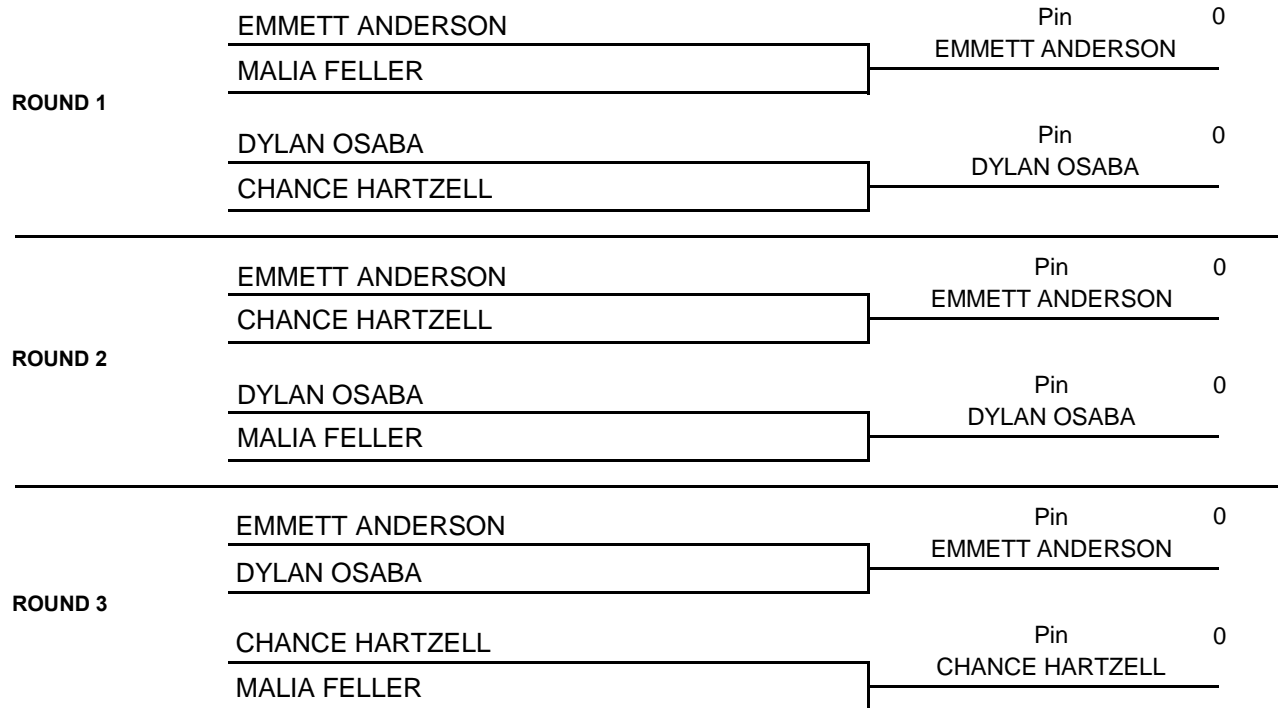 EMMETT ANDERSON
Pin 0
EMMETT ANDERSON
MALIA FELLER
ROUND 1
DYLAN OSABA
Pin 0
DYLAN OSABA
CHANCE HARTZELL
EMMETT ANDERSON
Pin 0
EMMETT ANDERSON
CHANCE HARTZELL
ROUND 2
DYLAN OSABA
Pin 0
DYLAN OSABA
MALIA FELLER
EMMETT ANDERSON
Pin 0
EMMETT ANDERSON
DYLAN OSABA
ROUND 3
CHANCE HARTZELL
Pin 0
CHANCE HARTZELL
MALIA FELLER